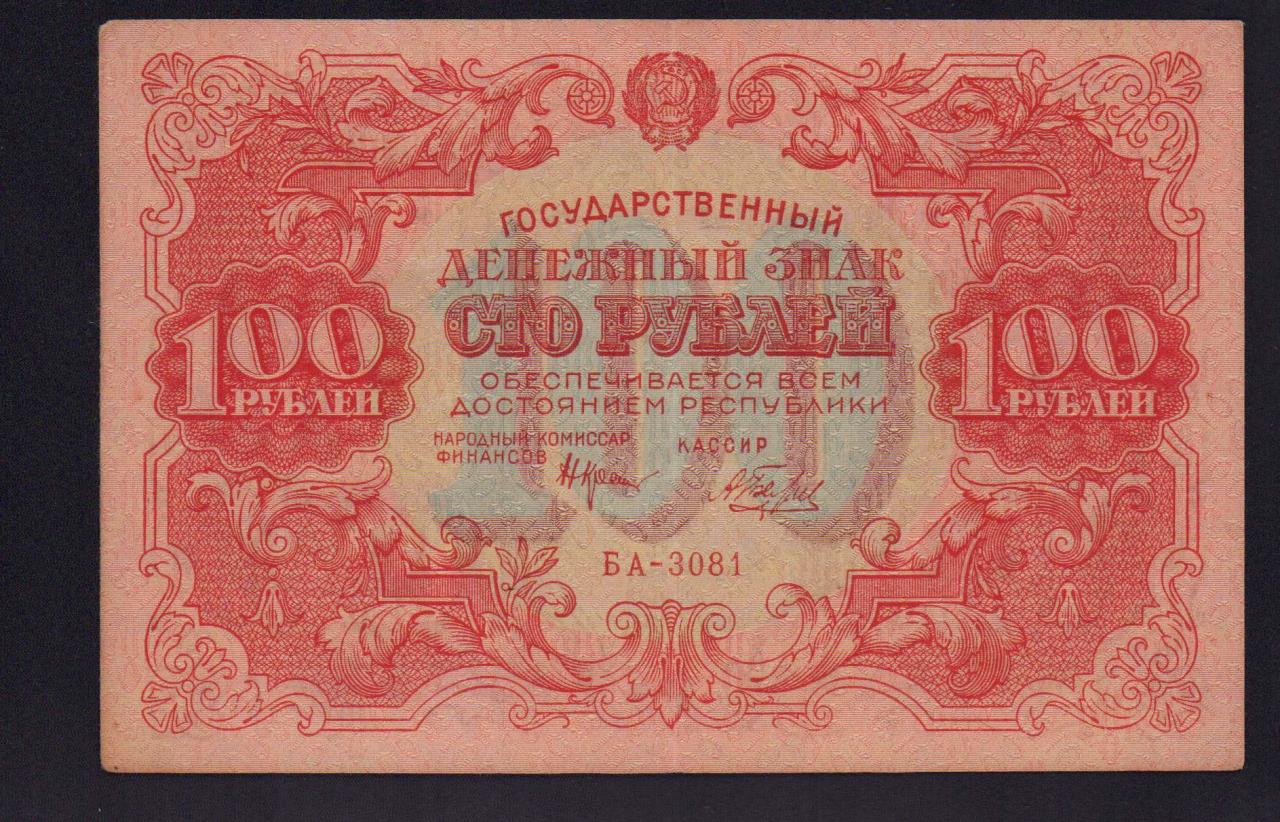 ГОСУДАРСТВЕННЫЙ
ДЕНЕЖНЫЙ ЗНАК
СТО РУБЛЕЙ
100
100 РУБЛЕЙ
100 РУБЛЕЙ
ОБЕСПЕЧИВАЕТСЯ ВСЕМ
ДОСТОЯНИЕМ РЕСПУБЛИКИ
НАРОДНЫЙ КОМИССАР
ФИНАНСОВ
КАССИР
БА-3081